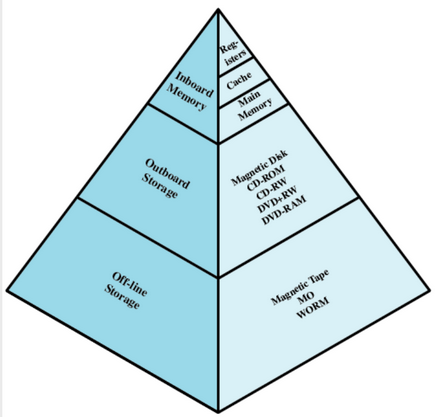 Inboard
Memory
Outboard
Storage
Off-line
Storage
Reg-
isters
Cache
Main
Memory
Magnetic Disk
CD-ROM
CD-RW
DVD+RW
DVD-RAM
Magnetic Tape
MO
WORM